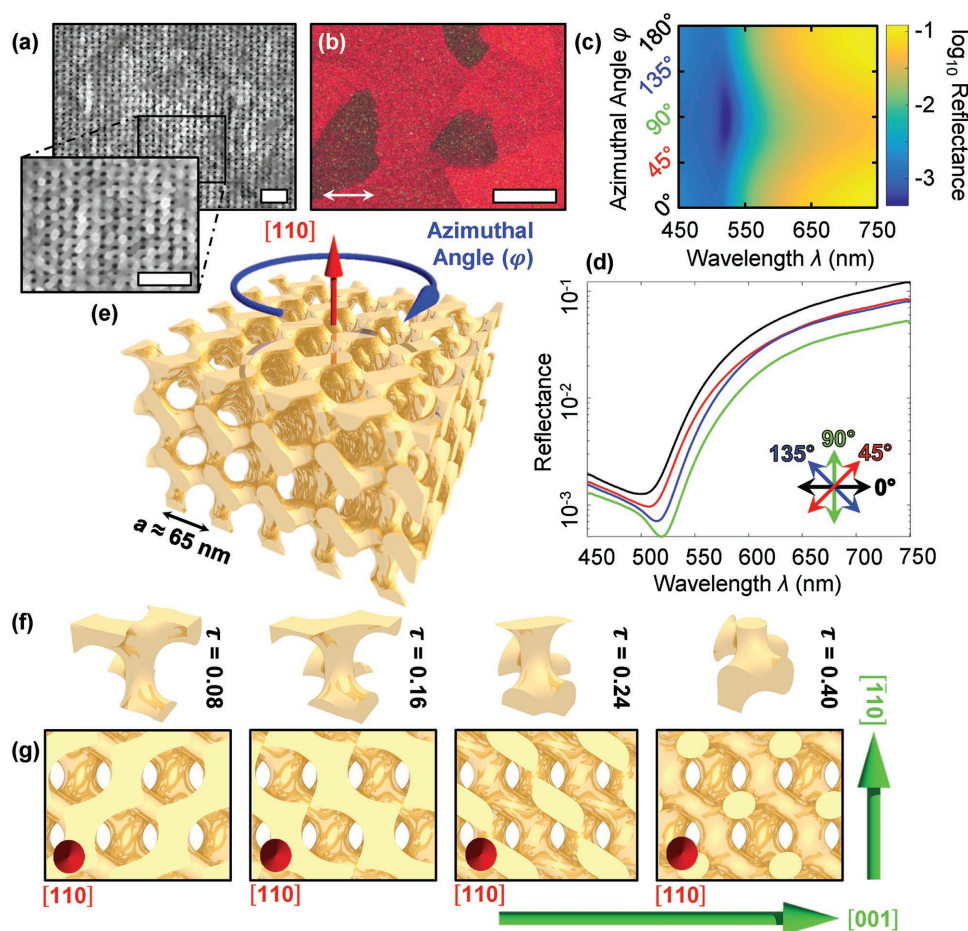 (a)
(b)
(c)
Azimuthal Angle φ
180°
135°
90°
45°
0°
450 550 650 750
Wavelength λ (nm)
-1
-2
-3
log₁₀ Reflectance
[110]
Azimuthal
Angle (φ)
(e)
a ≈ 65 nm
(d)
Reflectance
10⁻¹
10⁻²
10⁻³
90°
135° 45°
0°
450 500 550 600 650 700 750
Wavelength λ (nm)
(f)
τ = 0.08
τ = 0.16
τ = 0.24
τ = 0.40
[1̄10]
(g)
[110] [110] [110] [110]
[001]